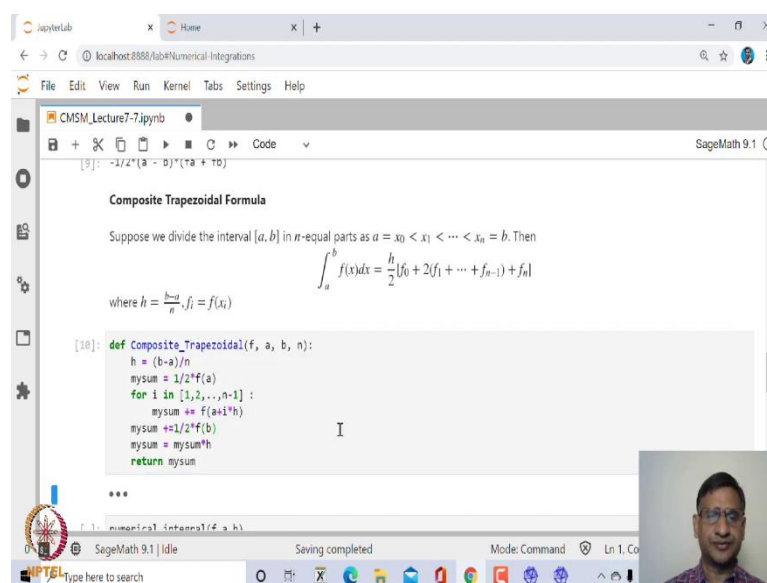 JupyterLab × Home × +
localhost:8888/lab#Numerical-Integrations
File Edit View Run Kernel Tabs Settings Help
CMSM_Lecture7-7.ipynb
Code SageMath 9.1
[9]: -1/2*(a - b)*(fa + fb)
Composite Trapezoidal Formula
Suppose we divide the interval [a, b] in n-equal parts as a = x₀ < x₁ < ⋯ < xₙ = b. Then
∫ₐᵇ f(x)dx = h/2 [f₀ + 2(f₁ + ⋯ + fₙ₋₁) + fₙ]
where h = (b−a)/n, fᵢ = f(xᵢ)
[10]: def Composite_Trapezoidal(f, a, b, n):
h = (b-a)/n
mysum = 1/2*f(a)
for i in [1,2,..,n-1] :
mysum += f(a+i*h)
mysum +=1/2*f(b)
mysum = mysum*h
return mysum
•••
[ ]: numerical_integral(f,a,b)
SageMath 9.1 | Idle Saving completed Mode: Command Ln 1,
NPTEL Type here to search